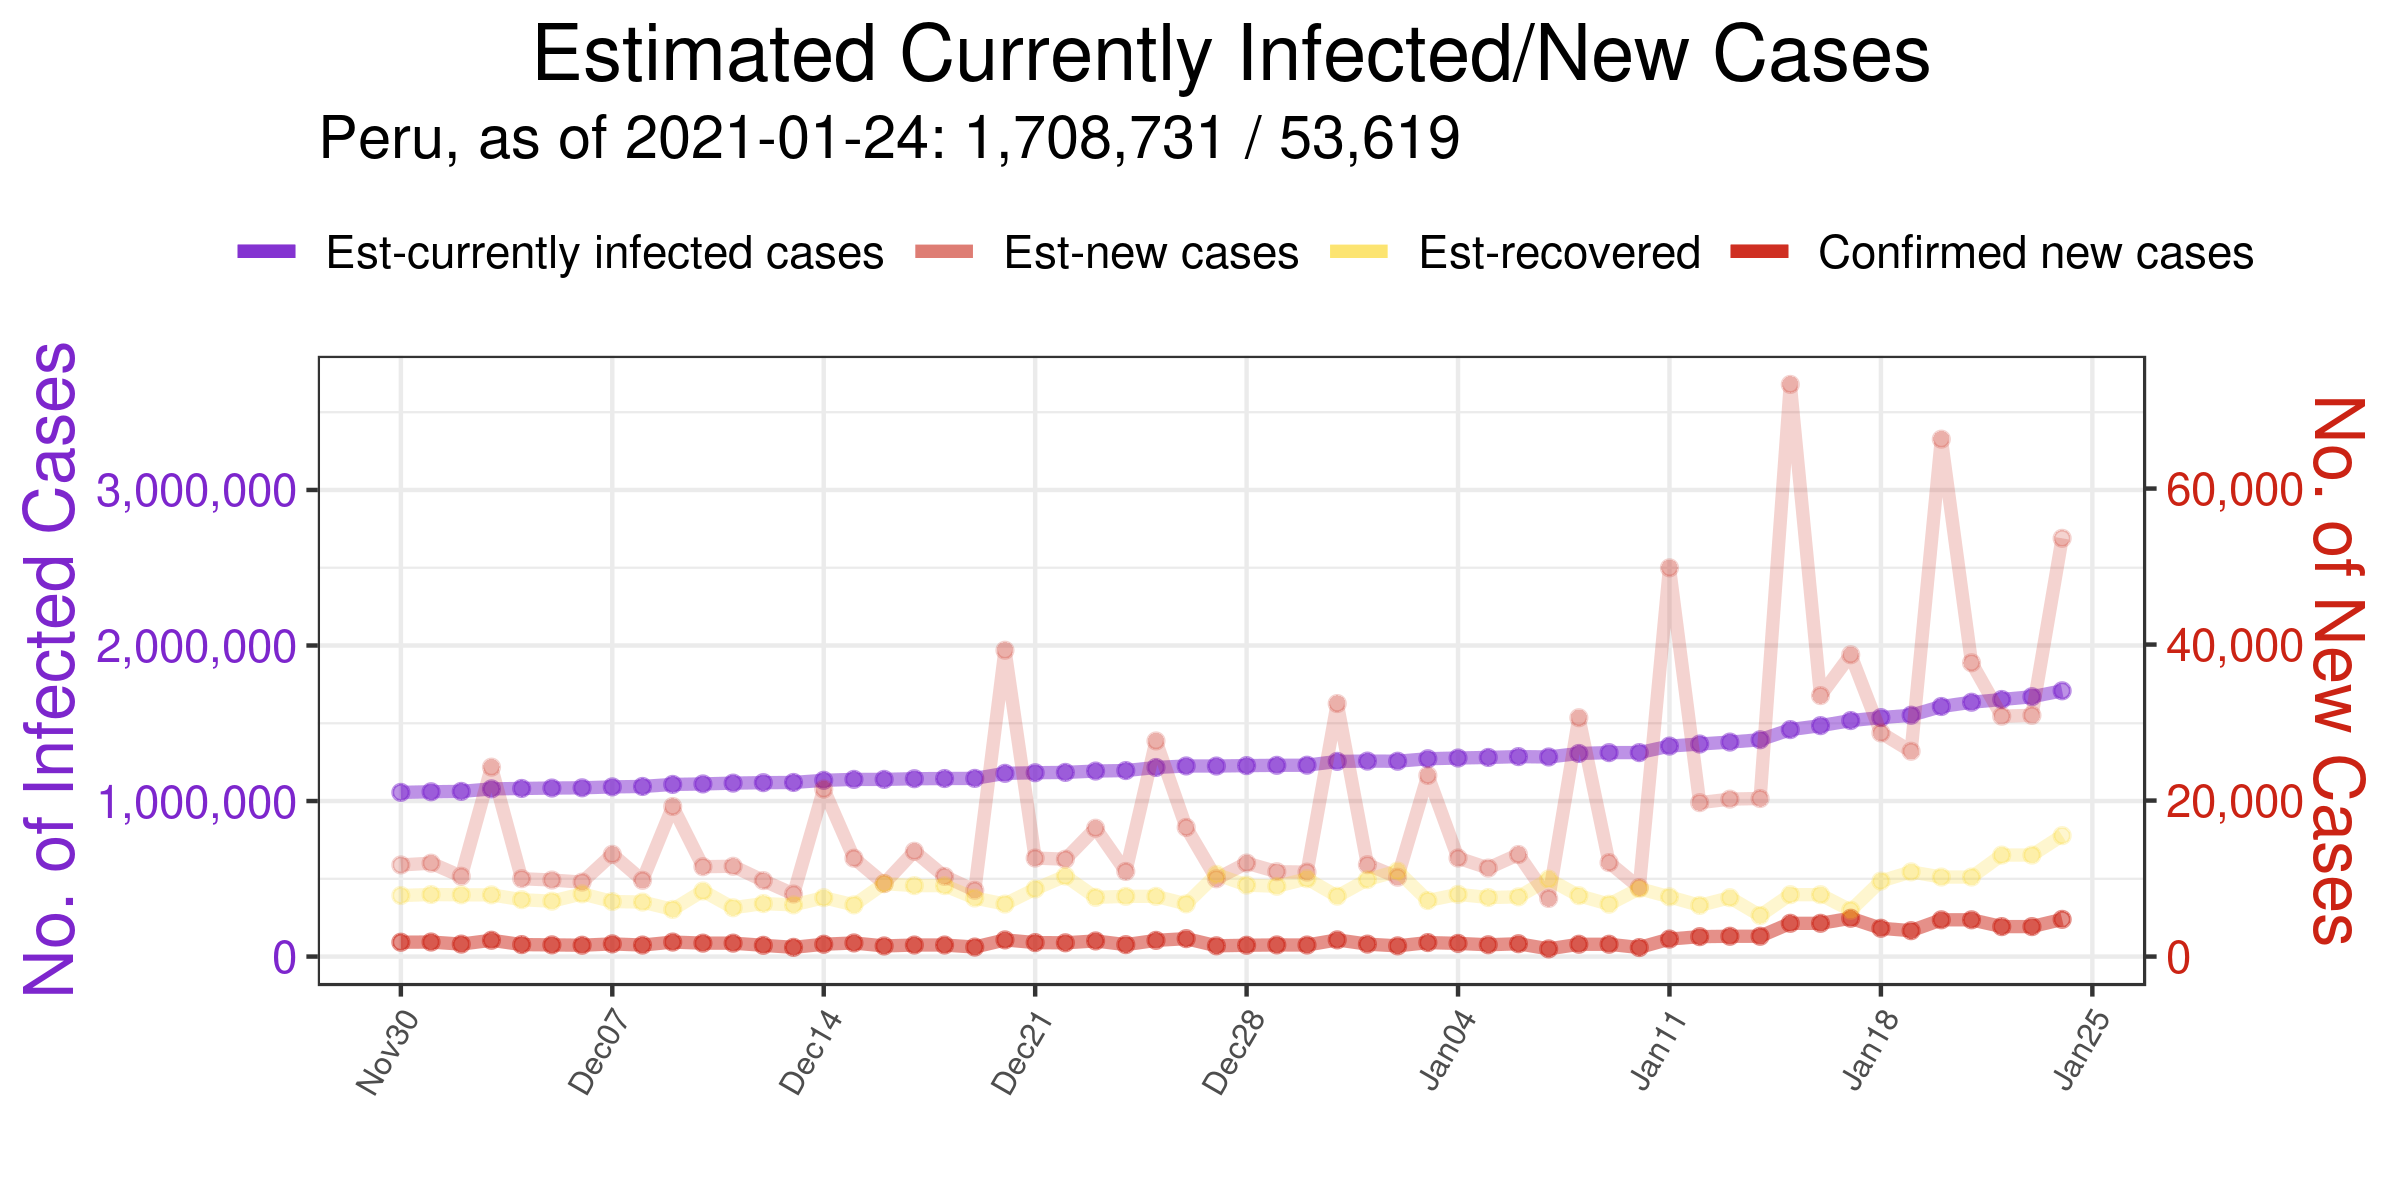 Estimated Currently Infected/New Cases
Peru, as of 2021-01-24: 1,708,731 / 53,619
Est-currently infected cases Est-new cases Est-recovered Confirmed new cases
No. of Infected Cases
3,000,000
2,000,000
1,000,000
0
60,000
40,000
20,000
0
No. of New Cases
Nov30 Dec07 Dec14 Dec21 Dec28 Jan04 Jan11 Jan18 Jan25